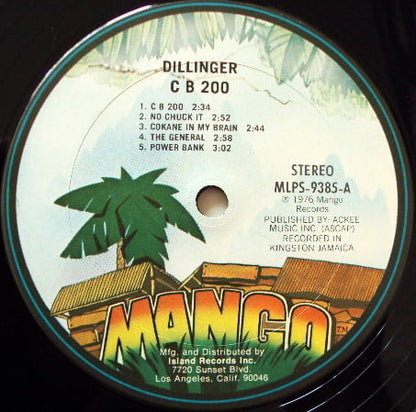 DILLINGER
C B 200
1. C B 200 2:34
2. NO CHUCK IT 2:52
3. COKANE IN MY BRAIN 2:44
4. THE GENERAL 2:58
5. POWER BANK 3:02
STEREO
MLPS-9385-A
℗ 1976 Mango
Records
PUBLISHED BY: ACKEE
MUSIC INC. (ASCAP)
RECORDED IN
KINGSTON JAMAICA
MANGO TM
Mfg. and Distributed by
Island Records Inc.
7720 Sunset Blvd.
Los Angeles, Calif. 90046